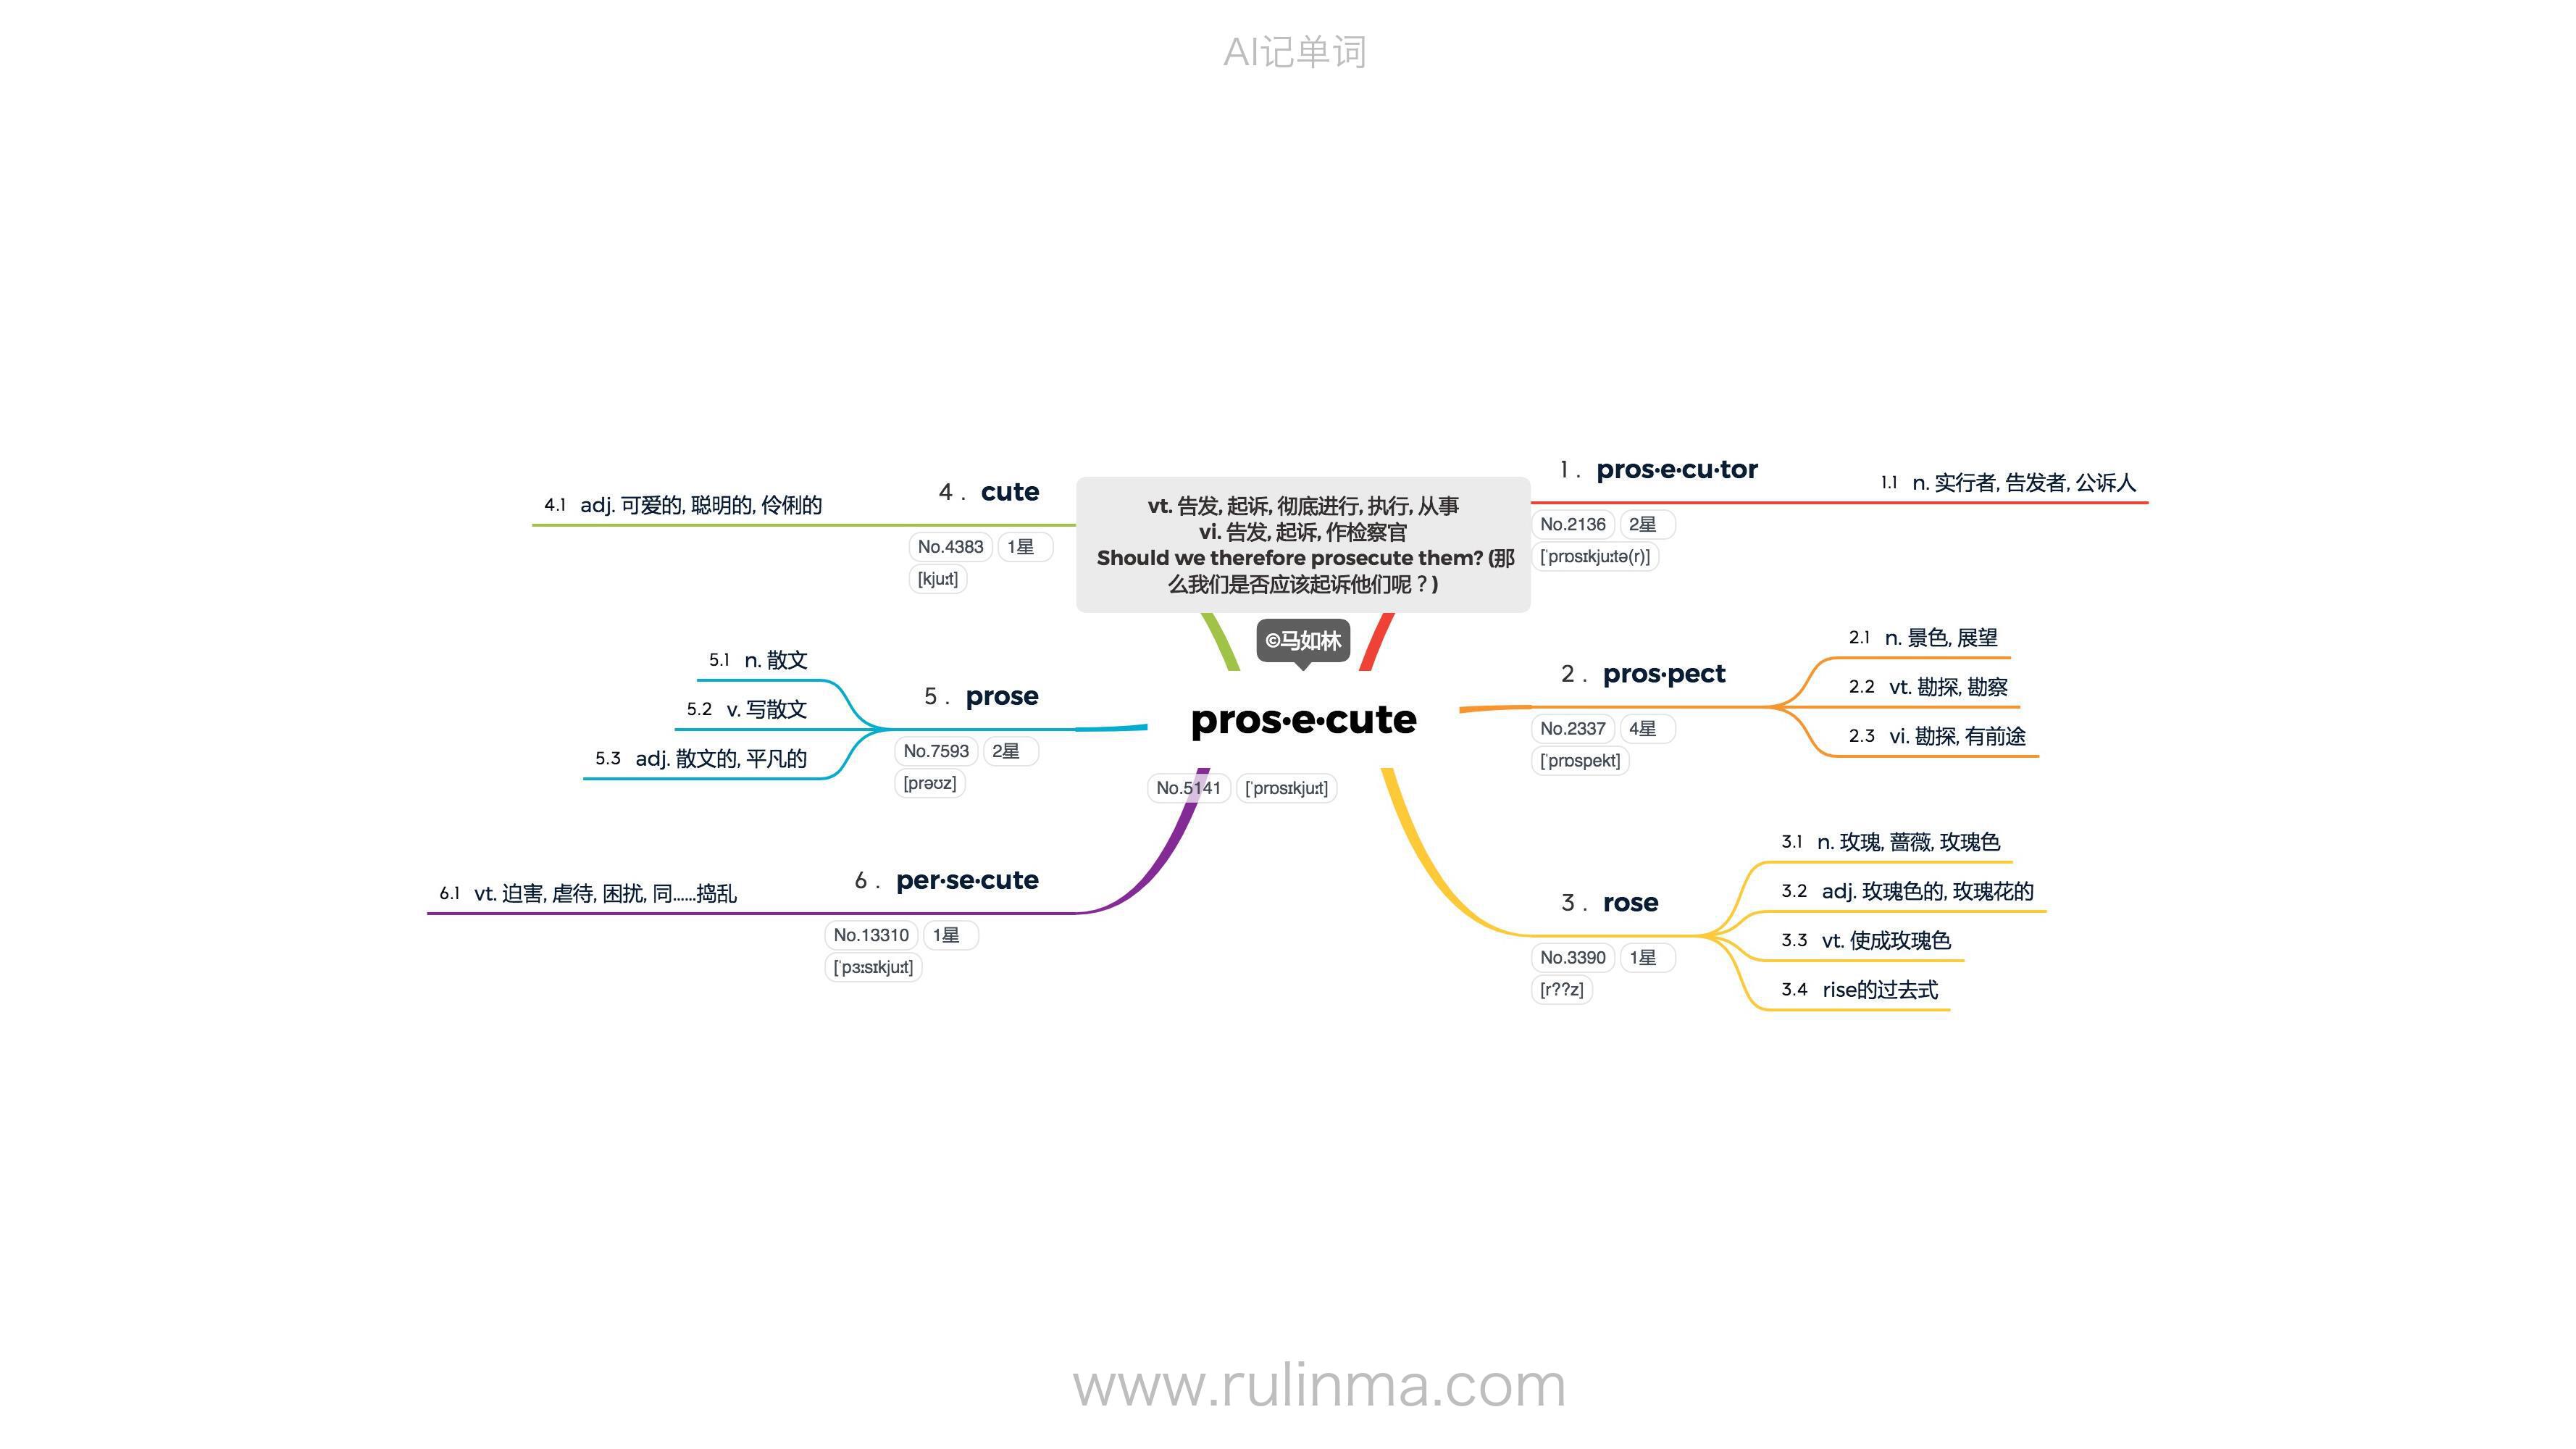 AI记单词
vt. 告发, 起诉, 彻底进行, 执行, 从事
vi. 告发, 起诉, 作检察官
Should we therefore prosecute them? (那
么我们是否应该起诉他们呢？)
©马如林
pros·e·cute
No.5141 [ˈprɒsɪkjuːt]
1 . pros·e·cu·tor
No.2136 2星
[ˈprɒsɪkjuːtə(r)]
1.1 n. 实行者, 告发者, 公诉人
2 . pros·pect
No.2337 4星
[ˈprɒspekt]
2.1 n. 景色, 展望
2.2 vt. 勘探, 勘察
2.3 vi. 勘探, 有前途
3 . rose
No.3390 1星
[r??z]
3.1 n. 玫瑰, 蔷薇, 玫瑰色
3.2 adj. 玫瑰色的, 玫瑰花的
3.3 vt. 使成玫瑰色
3.4 rise的过去式
4 . cute
No.4383 1星
[kjuːt]
4.1 adj. 可爱的, 聪明的, 伶俐的
5 . prose
No.7593 2星
[prəʊz]
5.1 n. 散文
5.2 v. 写散文
5.3 adj. 散文的, 平凡的
6 . per·se·cute
No.13310 1星
[ˈpɜːsɪkjuːt]
6.1 vt. 迫害, 虐待, 困扰, 同……捣乱
www.rulinma.com